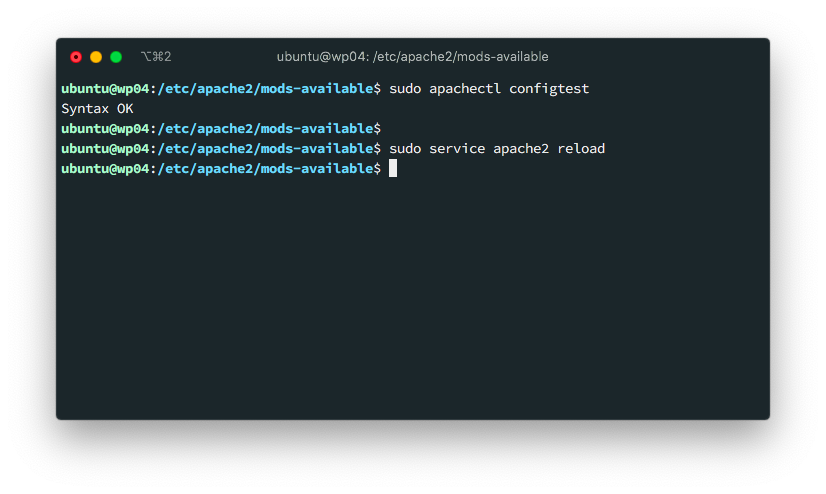 ⌥⌘2 ubuntu@wp04: /etc/apache2/mods-available
ubuntu@wp04:/etc/apache2/mods-available$ sudo apachectl configtest
Syntax OK
ubuntu@wp04:/etc/apache2/mods-available$
ubuntu@wp04:/etc/apache2/mods-available$ sudo service apache2 reload
ubuntu@wp04:/etc/apache2/mods-available$